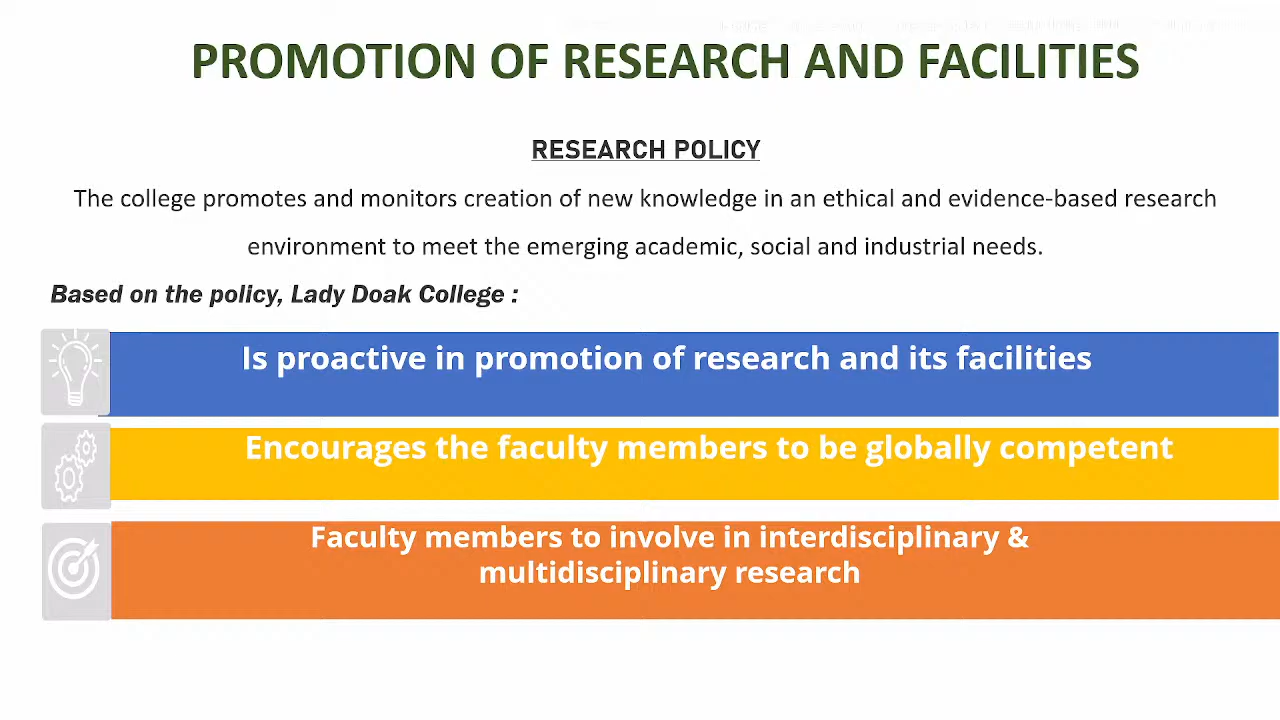 PROMOTION OF RESEARCH AND FACILITIES
RESEARCH POLICY
The college promotes and monitors creation of new knowledge in an ethical and evidence-based research
environment to meet the emerging academic, social and industrial needs.
Based on the policy, Lady Doak College :
Is proactive in promotion of research and its facilities
Encourages the faculty members to be globally competent
Faculty members to involve in interdisciplinary &
multidisciplinary research